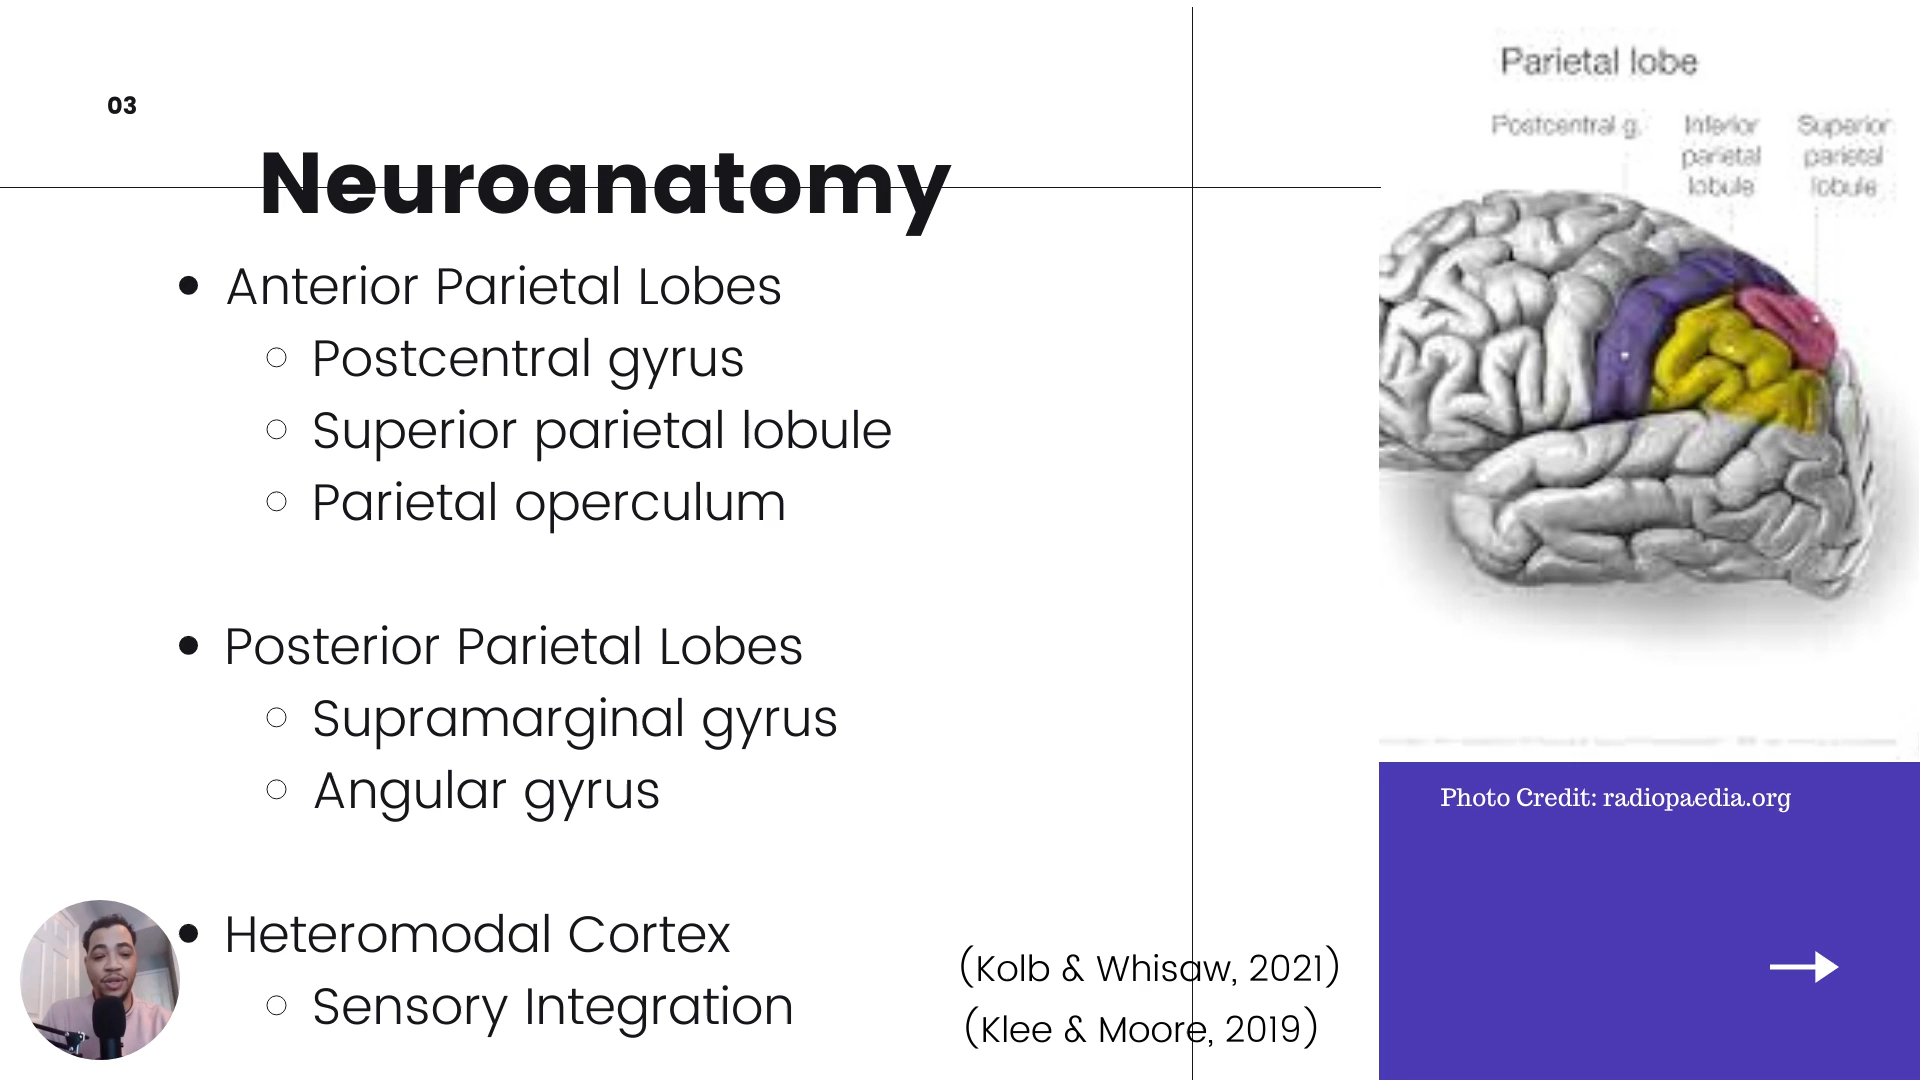 03
Neuroanatomy
Anterior Parietal Lobes
Postcentral gyrus
Superior parietal lobule
Parietal operculum
Posterior Parietal Lobes
Supramarginal gyrus
Angular gyrus
Heteromodal Cortex
Sensory Integration
(Kolb & Whisaw, 2021)
(Klee & Moore, 2019)
Parietal lobe
Postcentral g.
Inferior
parietal
lobule
Superior
parietal
lobule
Photo Credit: radiopaedia.org